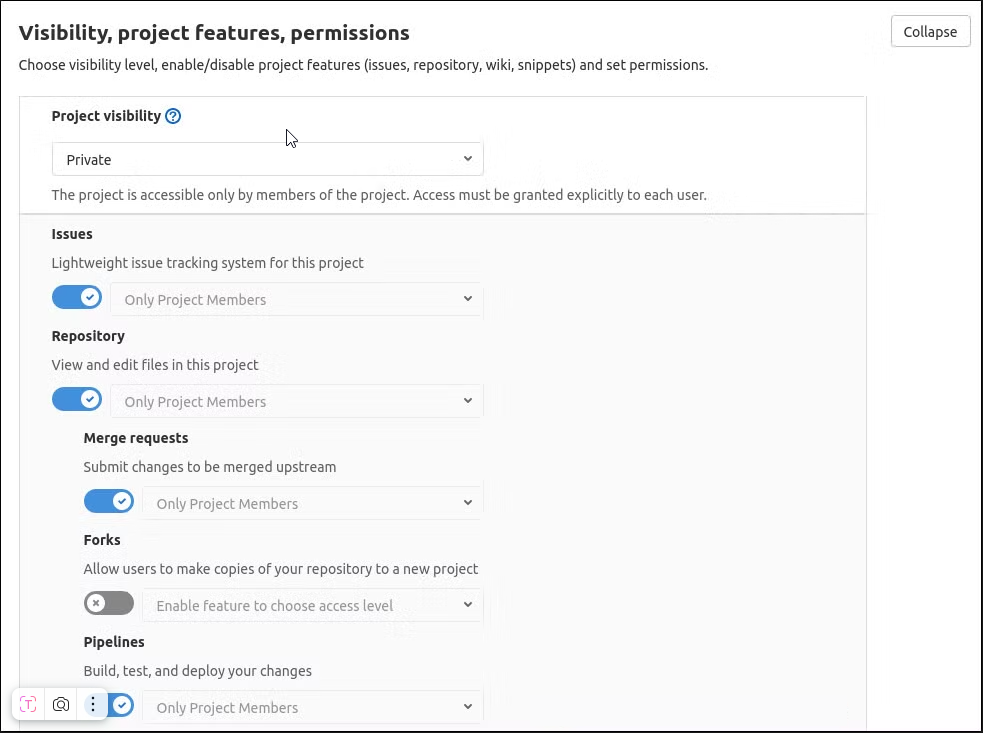 Visibility, project features, permissions
Collapse
Choose visibility level, enable/disable project features (issues, repository, wiki, snippets) and set permissions.
Project visibility
Private
The project is accessible only by members of the project. Access must be granted explicitly to each user.
Issues
Lightweight issue tracking system for this project
Only Project Members
Repository
View and edit files in this project
Only Project Members
Merge requests
Submit changes to be merged upstream
Only Project Members
Forks
Allow users to make copies of your repository to a new project
Enable feature to choose access level
Pipelines
Build, test, and deploy your changes
Only Project Members